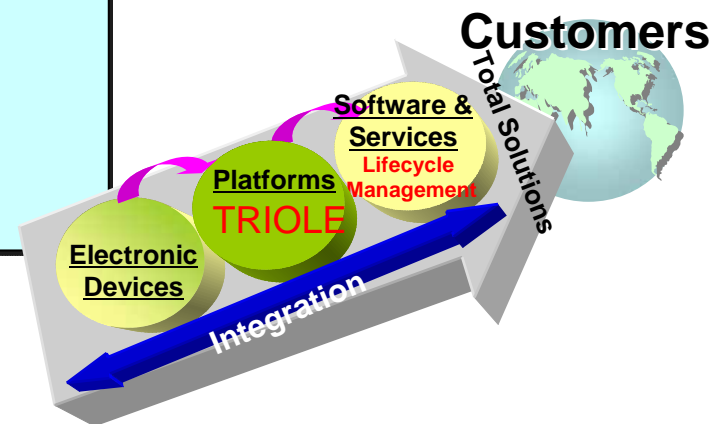 Customers
Total Solutions
Software &
Services
Lifecycle
Management
Platforms
TRIOLE
Electronic
Devices
Integration